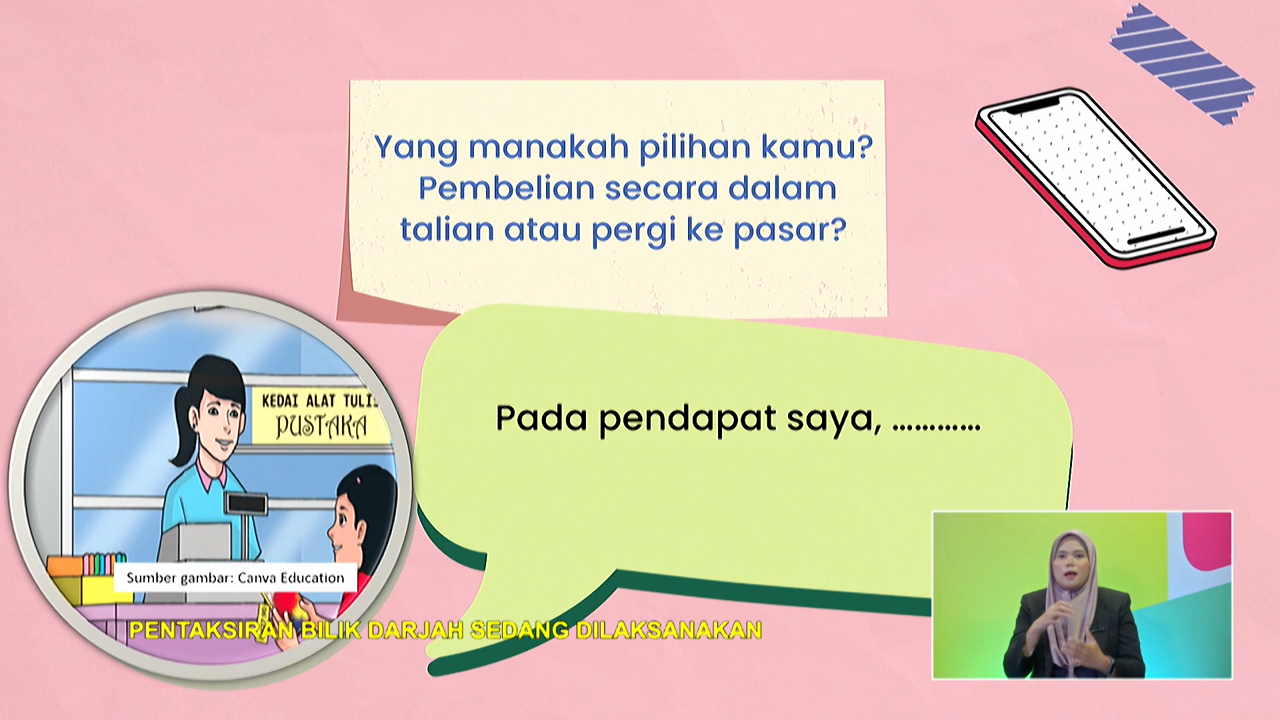 Yang manakah pilihan kamu?
Pembelian secara dalam
talian atau pergi ke pasar?
Pada pendapat saya, ............
KEDAI ALAT TULIS
PUSTAKA
Sumber gambar: Canva Education
PENTAKSIRAN BILIK DARJAH SEDANG DILAKSANAKAN